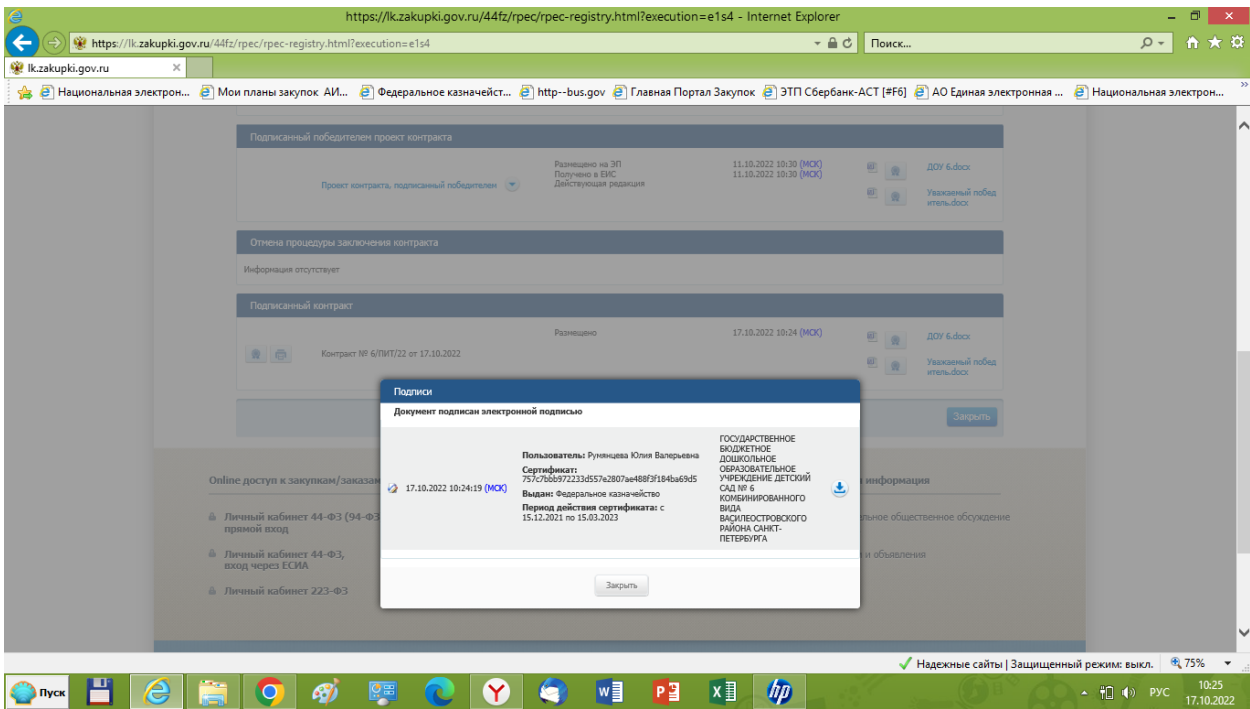 https://lk.zakupki.gov.ru/44fz/rpec/rpec-registry.html?execution=e1s4 - Internet Explorer
https://lk.zakupki.gov.ru/44fz/rpec/rpec-registry.html?execution=e1s4
Поиск...
lk.zakupki.gov.ru
Национальная электрон... Мои планы закупок АИ... Федеральное казначейст... http--bus.gov Главная Портал Закупок ЭТП Сбербанк-АСТ [#F6] АО Единая электронная ... Национальная электрон...
Подписанный победителем проект контракта
Проект контракта, подписанный победителем
Размещено на ЭП
Получено в ЕИС
Действующая редакция
11.10.2022 10:30 (МСК)
11.10.2022 10:30 (МСК)
ДОУ 6.docx
Уважаемый побед
итель.docx
Отмена процедуры заключения контракта
Информация отсутствует
Подписанный контракт
Контракт № 6/ПИТ/22 от 17.10.2022
Размещено
17.10.2022 10:24 (МСК)
ДОУ 6.docx
Уважаемый побед
итель.docx
Закрыть
Подписи
Документ подписан электронной подписью
17.10.2022 10:24:19 (МСК)
Пользователь: Румянцева Юлия Валерьевна
Сертификат:
757c7bbb972233d557e2807ae488f3f184ba69d5
Выдан: Федеральное казначейство
Период действия сертификата: с
15.12.2021 по 15.03.2023
ГОСУДАРСТВЕННОЕ
БЮДЖЕТНОЕ
ДОШКОЛЬНОЕ
ОБРАЗОВАТЕЛЬНОЕ
УЧРЕЖДЕНИЕ ДЕТСКИЙ
САД № 6
КОМБИНИРОВАННОГО
ВИДА
ВАСИЛЕОСТРОВСКОГО
РАЙОНА САНКТ-
ПЕТЕРБУРГА
Закрыть
Online доступ к закупкам/заказам
Личный кабинет 44-ФЗ (94-ФЗ
прямой вход
Личный кабинет 44-ФЗ,
вход через ЕСИА
Личный кабинет 223-ФЗ
информация
льное общественное обсуждение
и объявления
Надежные сайты | Защищенный режим: выкл.
75%
Пуск
РУС
10:25
17.10.2022